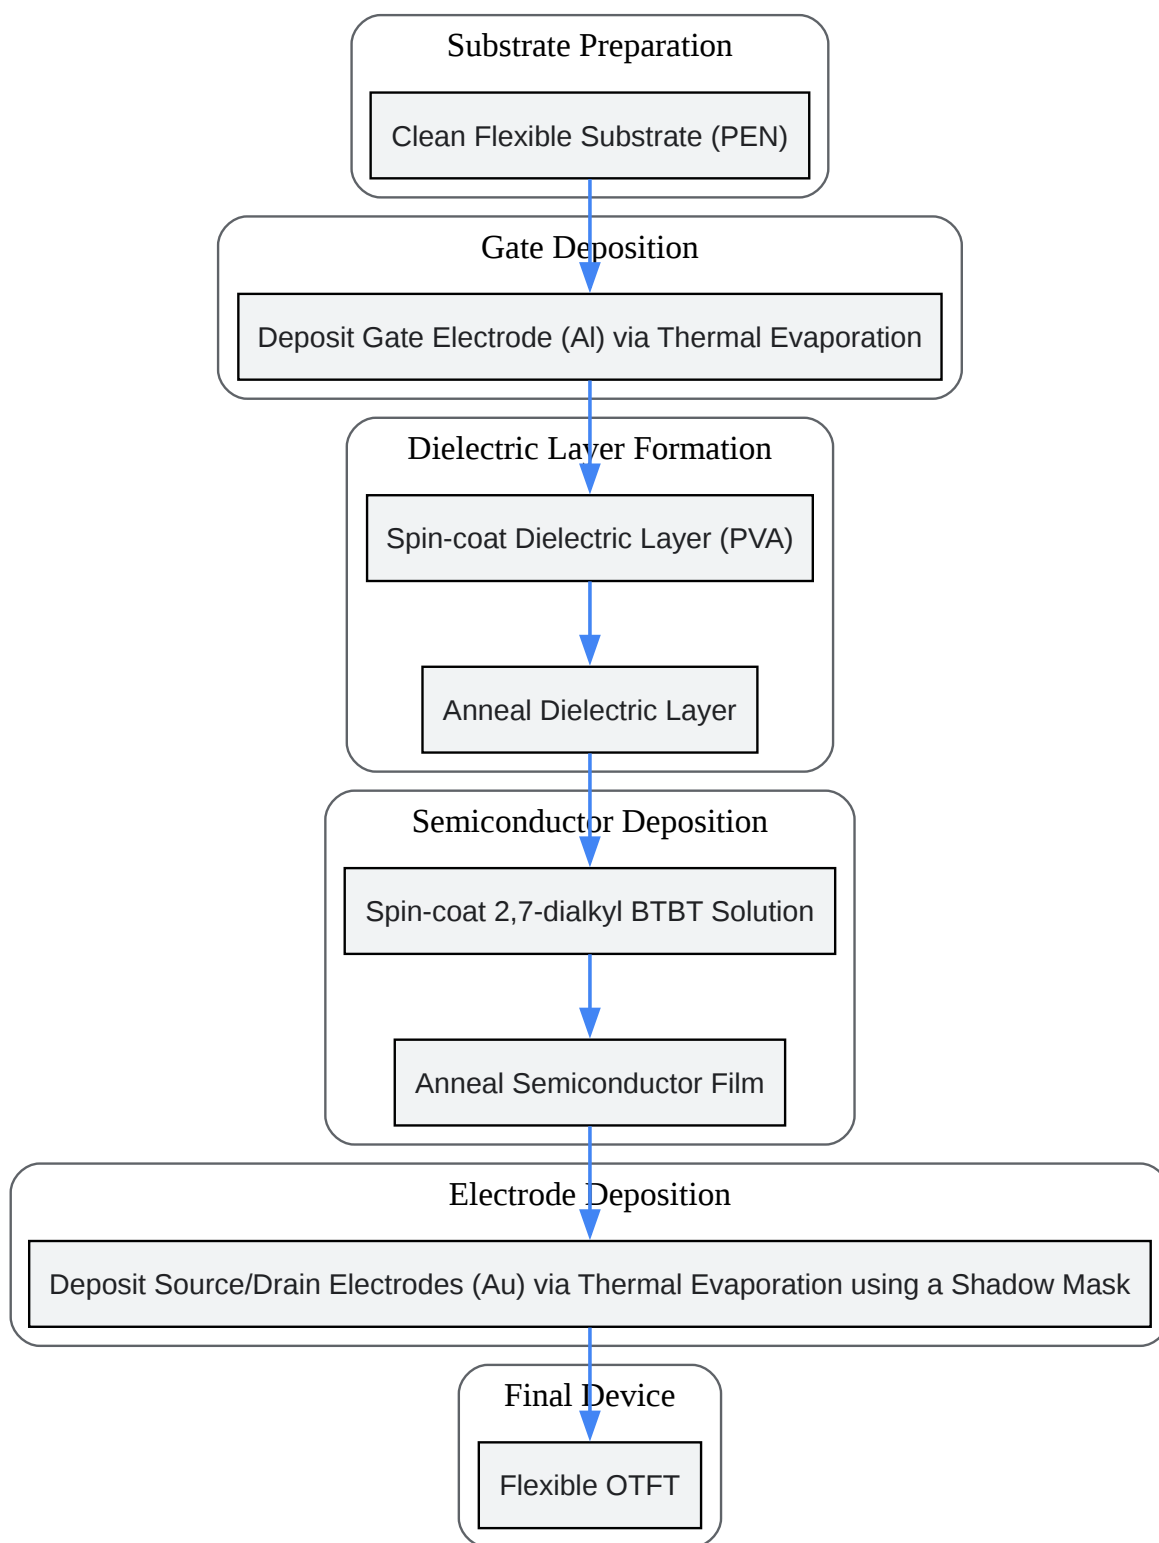 Substrate Preparation
Clean Flexible Substrate (PEN)
Gate Deposition
Deposit Gate Electrode (Al) via Thermal Evaporation
Dielectric Layer Formation
Spin-coat Dielectric Layer (PVA)
Anneal Dielectric Layer
Semiconductor Deposition
Spin-coat 2,7-dialkyl BTBT Solution
Anneal Semiconductor Film
Electrode Deposition
Deposit Source/Drain Electrodes (Au) via Thermal Evaporation using a Shadow Mask
Final Device
Flexible OTFT